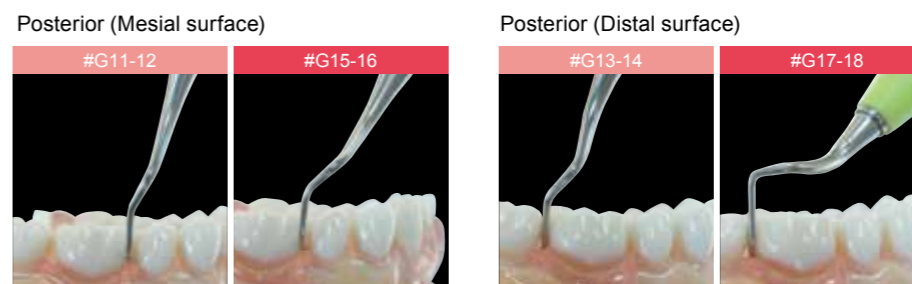 Posterior (Mesial surface)
Posterior (Distal surface)
#G11-12
#G15-16
#G13-14
#G17-18